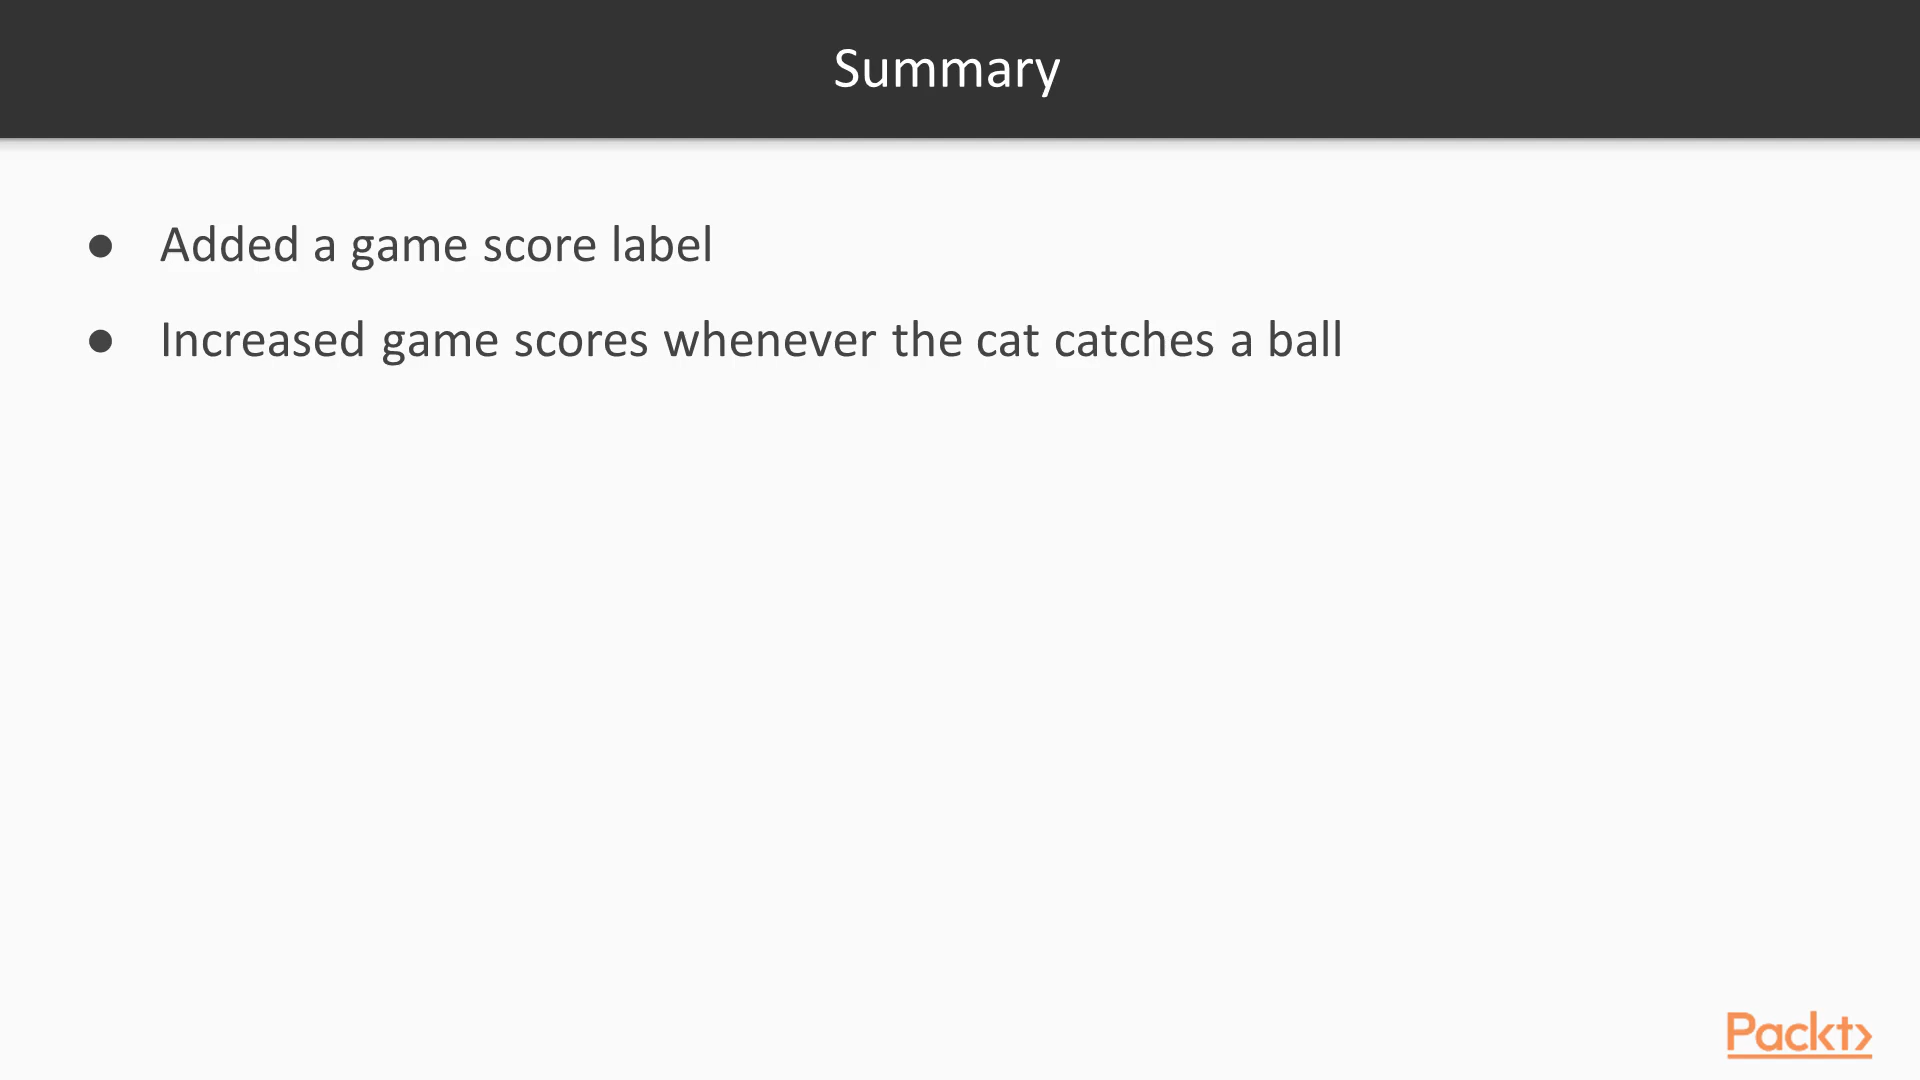 Summary
● Added a game score label
● Increased game scores whenever the cat catches a ball
Packt>